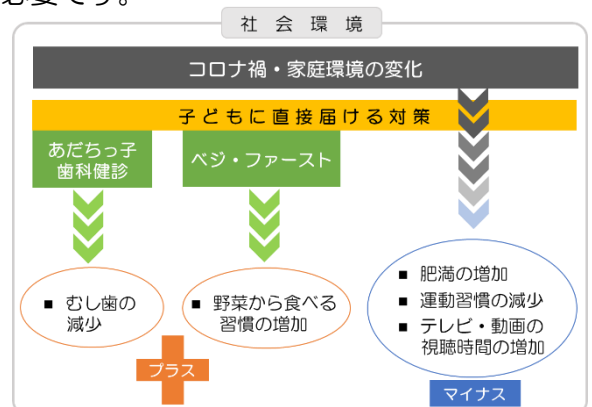 必要です。
社会環境
コロナ禍・家庭環境の変化
子どもに直接届ける対策
あだちっ子
歯科健診
ベジ・ファースト
■ むし歯の
減少
■ 野菜から食べる
習慣の増加
■ 肥満の増加
■ 運動習慣の減少
■ テレビ・動画の
視聴時間の増加
プラス
マイナス